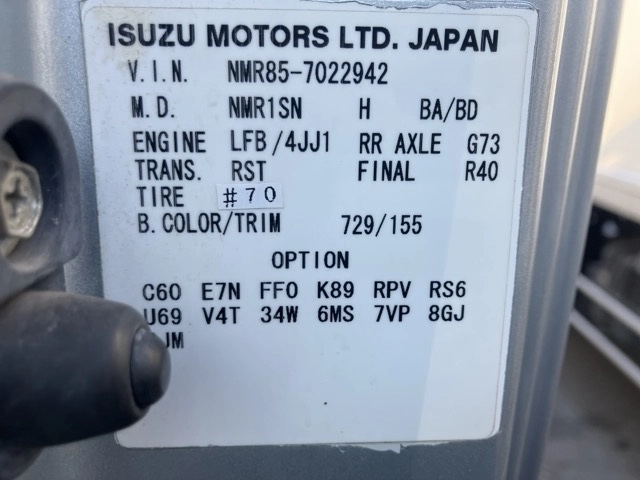 ISUZU MOTORS LTD. JAPAN
V.I.N. NMR85-7022942
M.D. NMR1SN H BA/BD
ENGINE LFB/4JJ1 RR AXLE G73
TRANS. RST FINAL R40
TIRE #70
B.COLOR/TRIM 729/155
OPTION
C60 E7N FF0 K89 RPV RS6
U69 V4T 34W 6MS 7VP 8GJ
JM